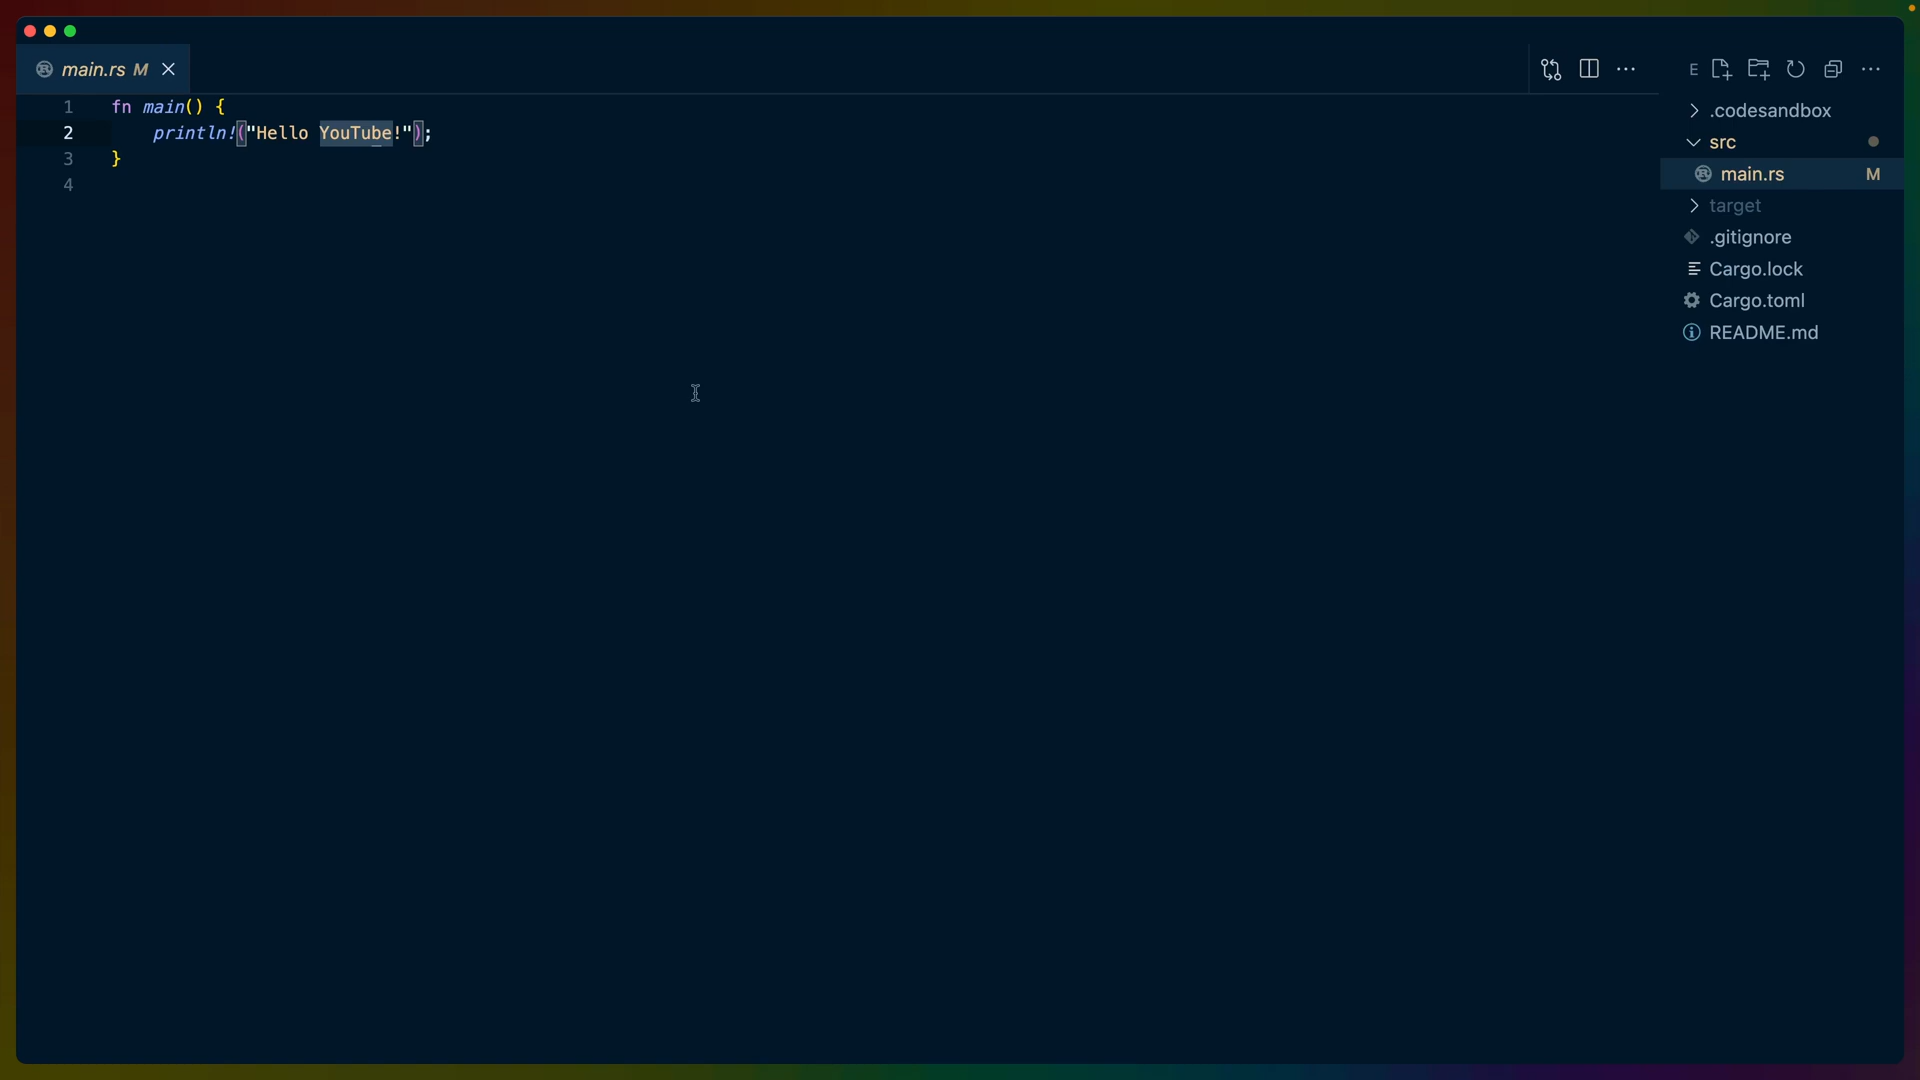 main.rs M
E
1 fn main() {
2 println!("Hello YouTube!");
3 }
4
.codesandbox
src
main.rs M
target
.gitignore
Cargo.lock
Cargo.toml
README.md